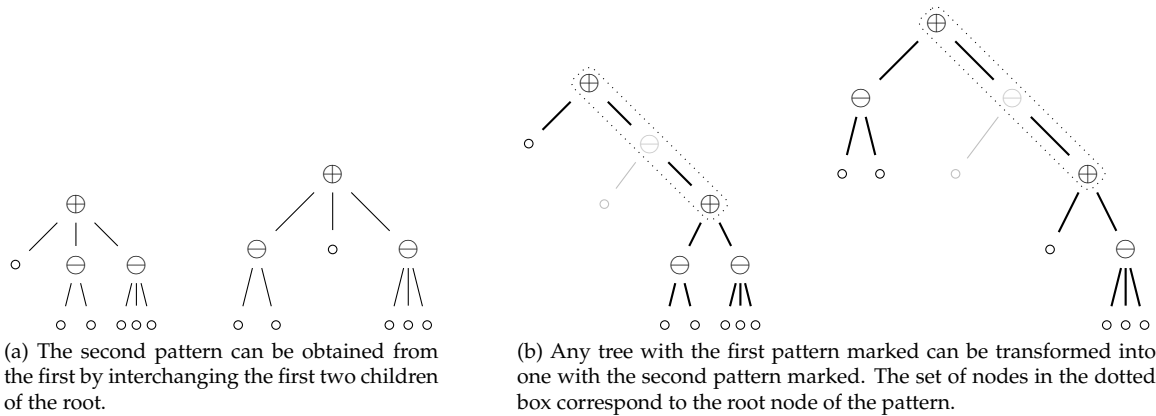 (a) The second pattern can be obtained from
the first by interchanging the first two children
of the root.
(b) Any tree with the first pattern marked can be transformed into
one with the second pattern marked. The set of nodes in the dotted
box correspond to the root node of the pattern.